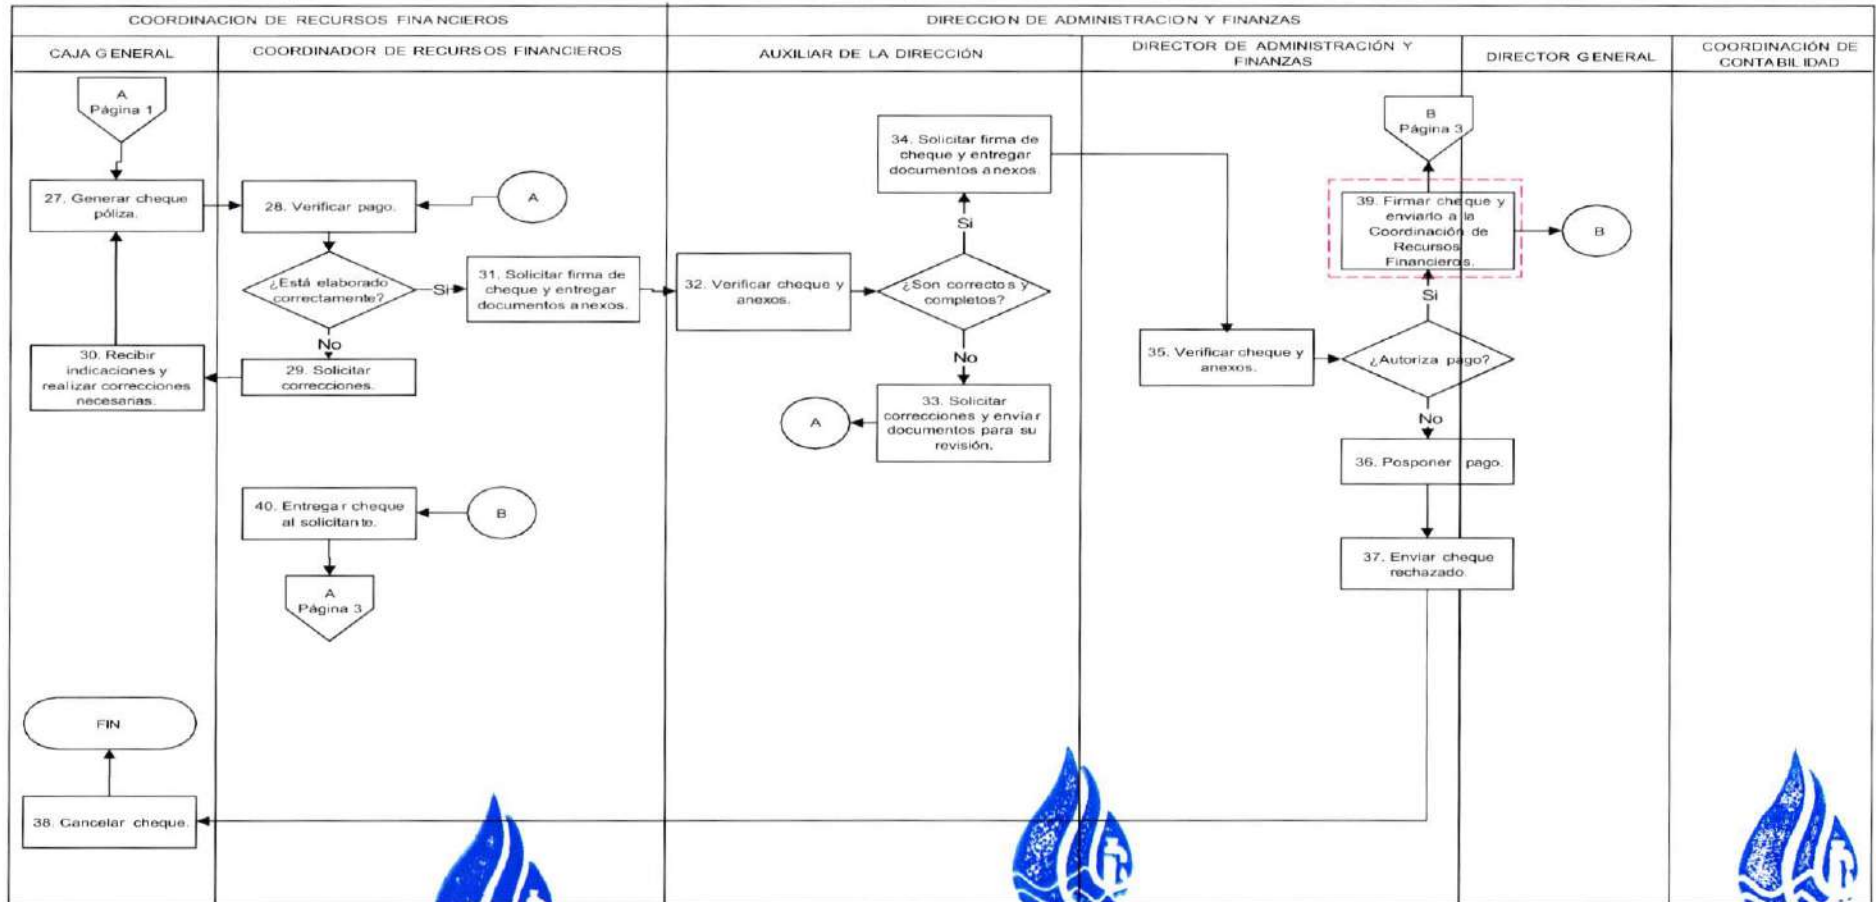 COORDINACION DE RECURSOS FINANCIEROS
DIRECCION DE ADMINISTRACION Y FINANZAS
CAJA GENERAL
COORDINADOR DE RECURSOS FINANCIEROS
AUXILIAR DE LA DIRECCIÓN
DIRECTOR DE ADMINISTRACIÓN Y
FINANZAS
DIRECTOR GENERAL
COORDINACIÓN DE
CONTABILIDAD
A
Página 1
27. Generar cheque
póliza.
28. Verificar pago.
A
¿Está elaborado
correctamente?
Si
No
29. Solicitar
correcciones.
30. Recibir
indicaciones y
realizar correcciones
necesarias.
31. Solicitar firma de
cheque y entregar
documentos anexos.
32. Verificar cheque y
anexos.
¿Son correctos y
completos?
Si
No
33. Solicitar
correcciones y enviar
documentos para su
revisión.
A
34. Solicitar firma de
cheque y entregar
documentos anexos.
35. Verificar cheque y
anexos.
¿Autoriza pago?
Si
No
36. Posponer pago.
37. Enviar cheque
rechazado.
38. Cancelar cheque.
FIN
39. Firmar cheque y
enviarlo a la
Coordinación de
Recursos
Financieros.
B
Página 3
B
40. Entregar cheque
al solicitante.
B
A
Página 3